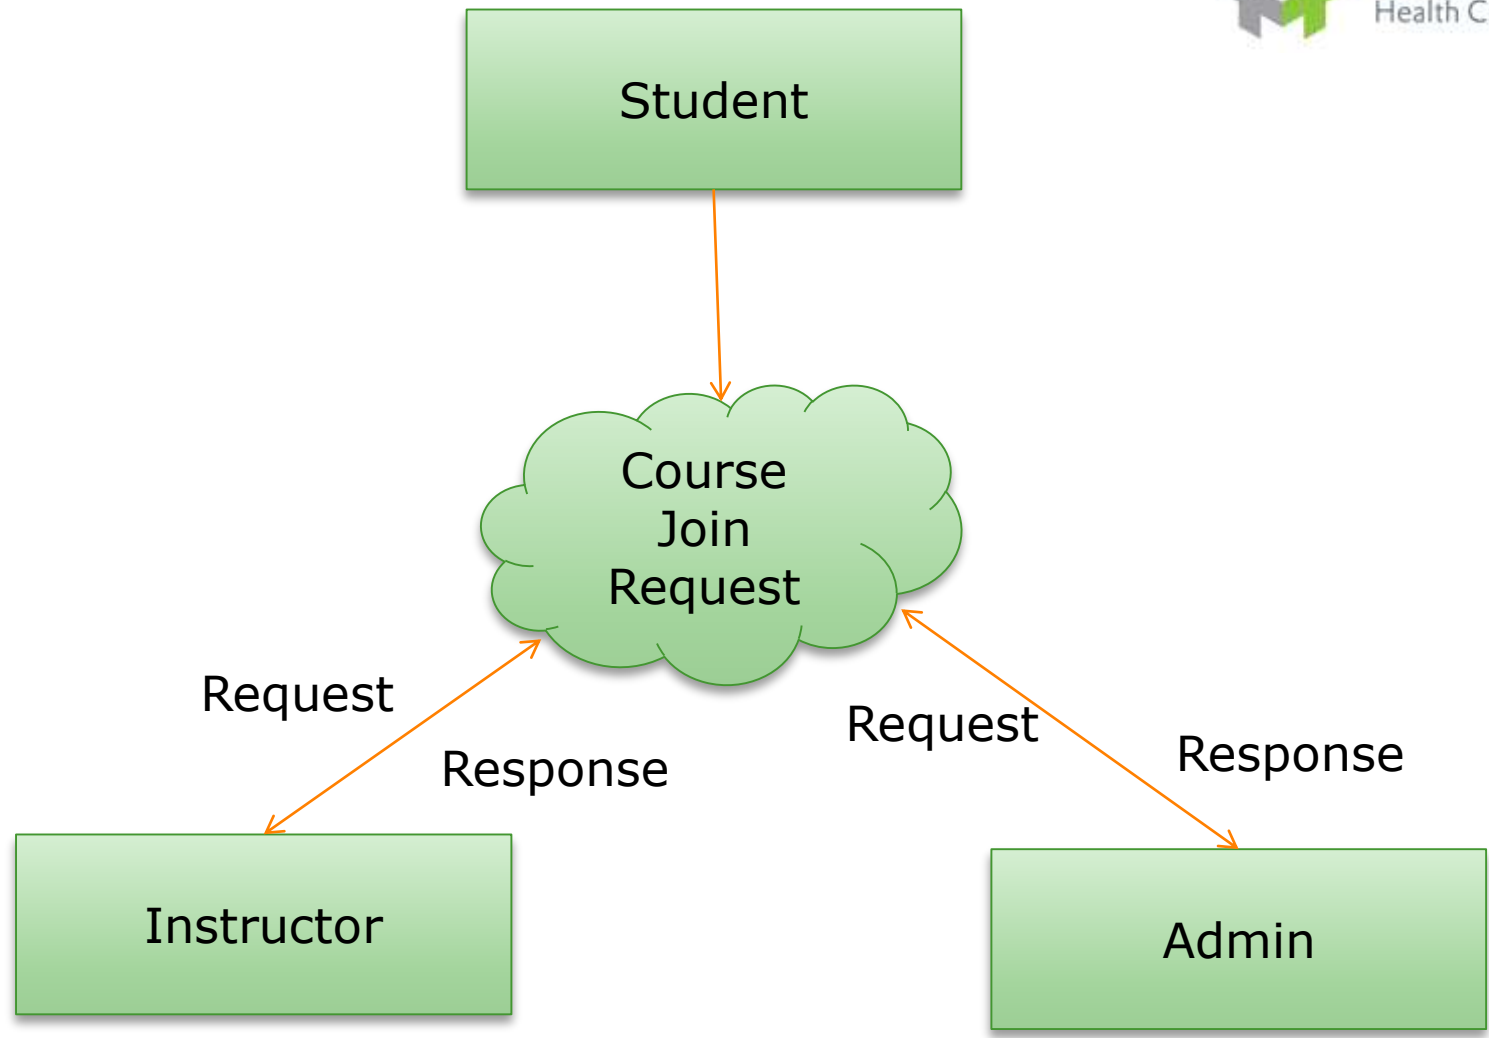 Health C
Student
Course
Join
Request
Request
Response
Request
Response
Instructor
Admin